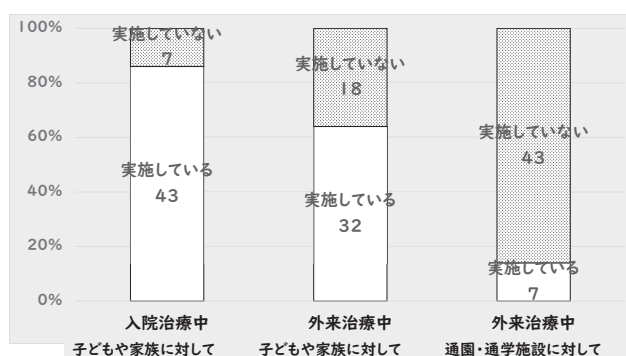 100%
80%
60%
40%
20%
0%
実施していない
7
実施している
43
実施していない
18
実施している
32
実施していない
43
実施している
7
入院治療中
子どもや家族に対して
外来治療中
子どもや家族に対して
外来治療中
通園・通学施設に対して